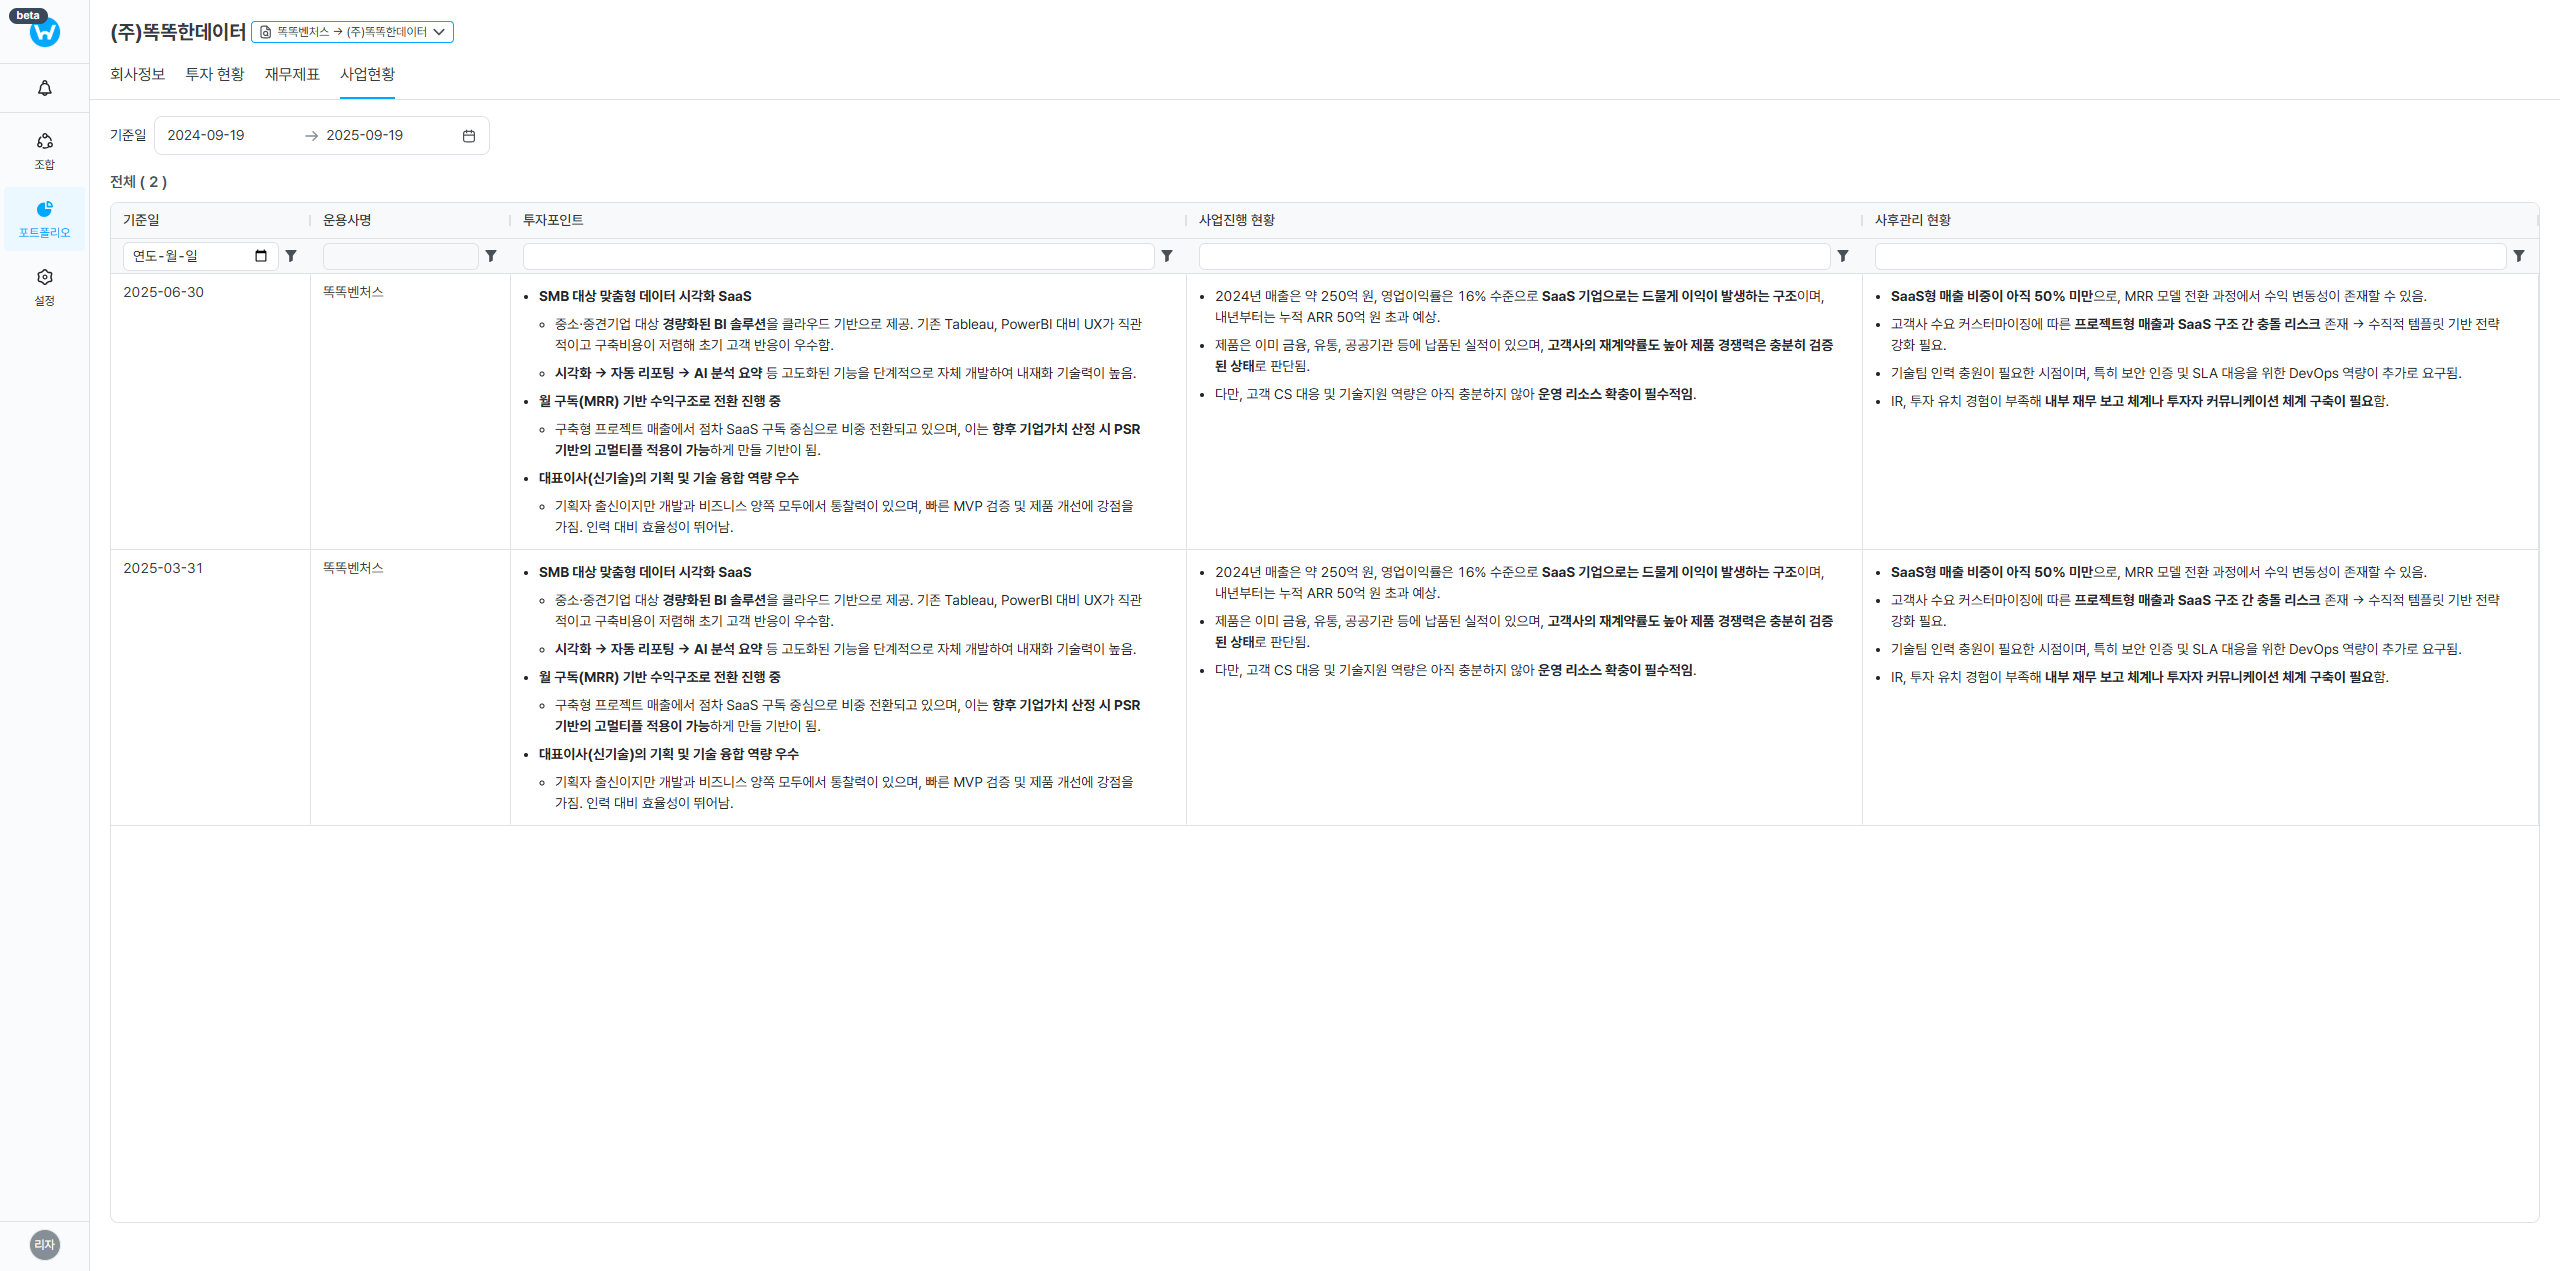 beta
(주)똑똑한데이터 똑똑벤처스 → (주)똑똑한데이터
회사정보 투자 현황 재무제표 사업현황
조합
포트폴리오
설정
리자
기준일 2024-09-19 → 2025-09-19
전체 ( 2 )
기준일 운용사명 투자포인트 사업진행 현황 사후관리 현황
연도-월-일
2025-06-30
똑똑벤처스
• SMB 대상 맞춤형 데이터 시각화 SaaS
◦ 중소·중견기업 대상 경량화된 BI 솔루션을 클라우드 기반으로 제공. 기존 Tableau, PowerBI 대비 UX가 직관
적이고 구축비용이 저렴해 초기 고객 반응이 우수함.
◦ 시각화 → 자동 리포팅 → AI 분석 요약 등 고도화된 기능을 단계적으로 자체 개발하여 내재화 기술력이 높음.
• 월 구독(MRR) 기반 수익구조로 전환 진행 중
◦ 구축형 프로젝트 매출에서 점차 SaaS 구독 중심으로 비중 전환되고 있으며, 이는 향후 기업가치 산정 시 PSR
기반의 고멀티플 적용이 가능하게 만들 기반이 됨.
• 대표이사(신기술)의 기획 및 기술 융합 역량 우수
◦ 기획자 출신이지만 개발과 비즈니스 양쪽 모두에서 통찰력이 있으며, 빠른 MVP 검증 및 제품 개선에 강점을
가짐. 인력 대비 효율성이 뛰어남.
• 2024년 매출은 약 250억 원, 영업이익률은 16% 수준으로 SaaS 기업으로는 드물게 이익이 발생하는 구조이며,
내년부터는 누적 ARR 50억 원 초과 예상.
• 제품은 이미 금융, 유통, 공공기관 등에 납품된 실적이 있으며, 고객사의 재계약률도 높아 제품 경쟁력은 충분히 검증
된 상태로 판단됨.
• 다만, 고객 CS 대응 및 기술지원 역량은 아직 충분하지 않아 운영 리소스 확충이 필수적임.
• SaaS형 매출 비중이 아직 50% 미만으로, MRR 모델 전환 과정에서 수익 변동성이 존재할 수 있음.
• 고객사 수요 커스터마이징에 따른 프로젝트형 매출과 SaaS 구조 간 충돌 리스크 존재 → 수직적 템플릿 기반 전략
강화 필요.
• 기술팀 인력 충원이 필요한 시점이며, 특히 보안 인증 및 SLA 대응을 위한 DevOps 역량이 추가로 요구됨.
• IR, 투자 유치 경험이 부족해 내부 재무 보고 체계나 투자자 커뮤니케이션 체계 구축이 필요함.
2025-03-31
똑똑벤처스
• SMB 대상 맞춤형 데이터 시각화 SaaS
◦ 중소·중견기업 대상 경량화된 BI 솔루션을 클라우드 기반으로 제공. 기존 Tableau, PowerBI 대비 UX가 직관
적이고 구축비용이 저렴해 초기 고객 반응이 우수함.
◦ 시각화 → 자동 리포팅 → AI 분석 요약 등 고도화된 기능을 단계적으로 자체 개발하여 내재화 기술력이 높음.
• 월 구독(MRR) 기반 수익구조로 전환 진행 중
◦ 구축형 프로젝트 매출에서 점차 SaaS 구독 중심으로 비중 전환되고 있으며, 이는 향후 기업가치 산정 시 PSR
기반의 고멀티플 적용이 가능하게 만들 기반이 됨.
• 대표이사(신기술)의 기획 및 기술 융합 역량 우수
◦ 기획자 출신이지만 개발과 비즈니스 양쪽 모두에서 통찰력이 있으며, 빠른 MVP 검증 및 제품 개선에 강점을
가짐. 인력 대비 효율성이 뛰어남.
• 2024년 매출은 약 250억 원, 영업이익률은 16% 수준으로 SaaS 기업으로는 드물게 이익이 발생하는 구조이며,
내년부터는 누적 ARR 50억 원 초과 예상.
• 제품은 이미 금융, 유통, 공공기관 등에 납품된 실적이 있으며, 고객사의 재계약률도 높아 제품 경쟁력은 충분히 검증
된 상태로 판단됨.
• 다만, 고객 CS 대응 및 기술지원 역량은 아직 충분하지 않아 운영 리소스 확충이 필수적임.
• SaaS형 매출 비중이 아직 50% 미만으로, MRR 모델 전환 과정에서 수익 변동성이 존재할 수 있음.
• 고객사 수요 커스터마이징에 따른 프로젝트형 매출과 SaaS 구조 간 충돌 리스크 존재 → 수직적 템플릿 기반 전략
강화 필요.
• 기술팀 인력 충원이 필요한 시점이며, 특히 보안 인증 및 SLA 대응을 위한 DevOps 역량이 추가로 요구됨.
• IR, 투자 유치 경험이 부족해 내부 재무 보고 체계나 투자자 커뮤니케이션 체계 구축이 필요함.